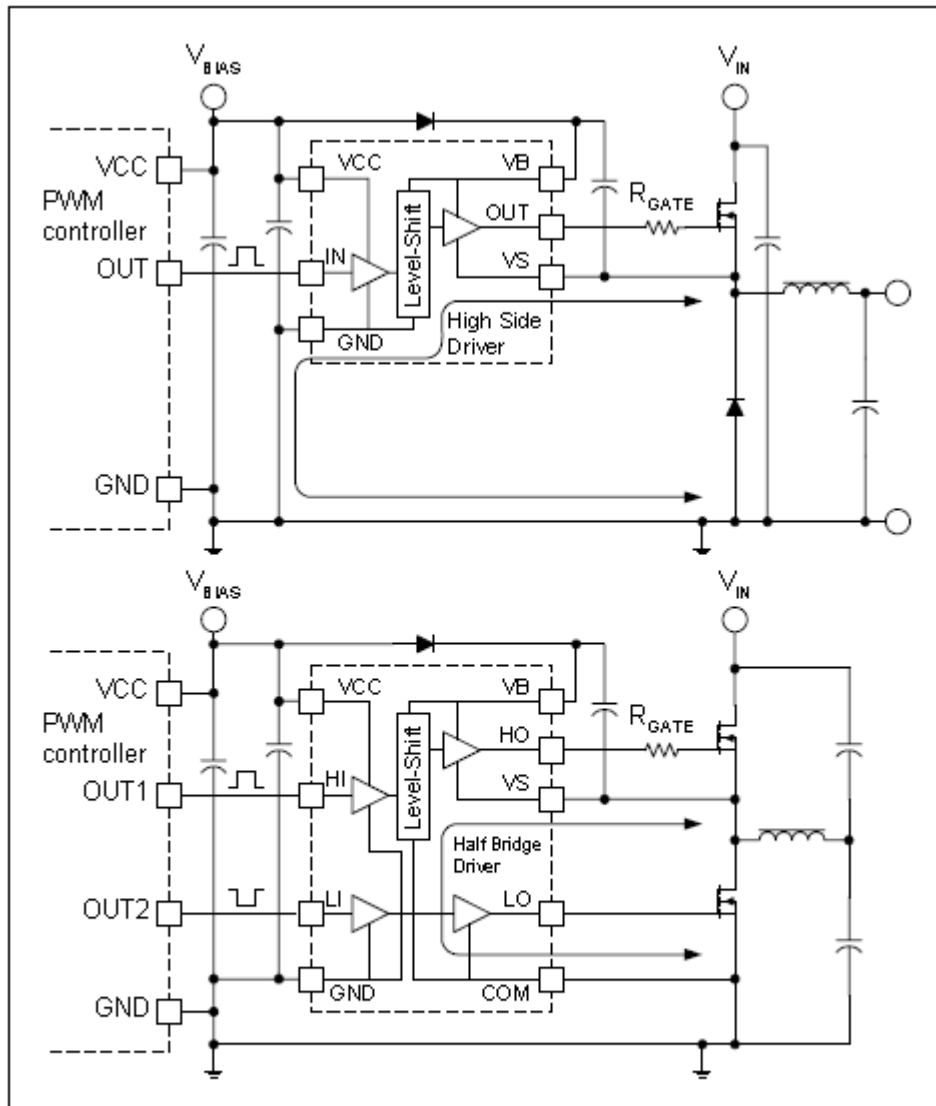 VBIAS
VIN
VCC
PWM
controller
OUT
GND
VCC
IN
GND
Level-Shift
VB
OUT
VS
High Side
Driver
RGATE
VBIAS
VIN
VCC
PWM
controller
OUT1
OUT2
GND
VCC
HI
LI
GND
Level-Shift
VB
HO
VS
Half Bridge
Driver
LO
COM
RGATE